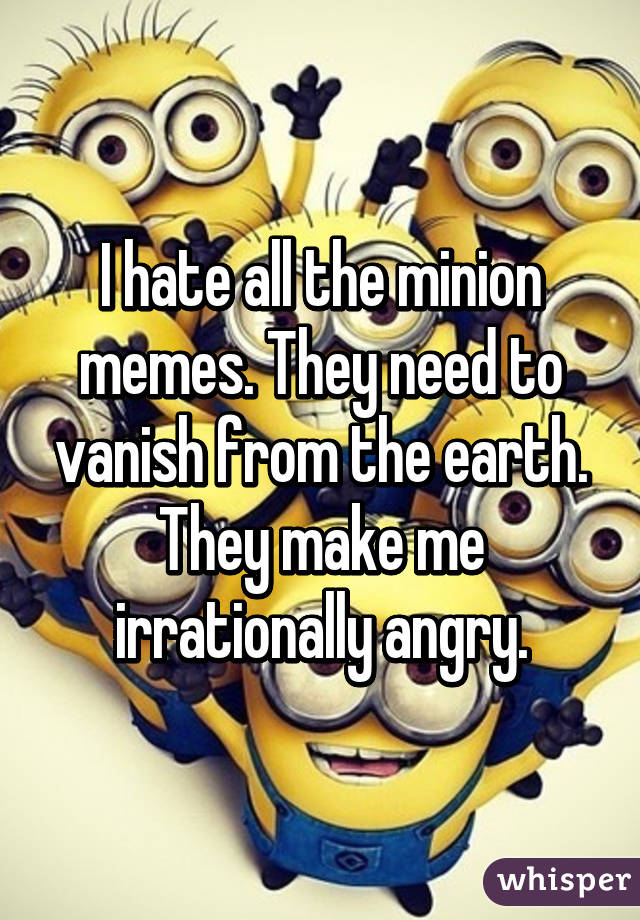 I hate all the minion
memes. They need to
vanish from the earth.
They make me
irrationally angry.
whisper